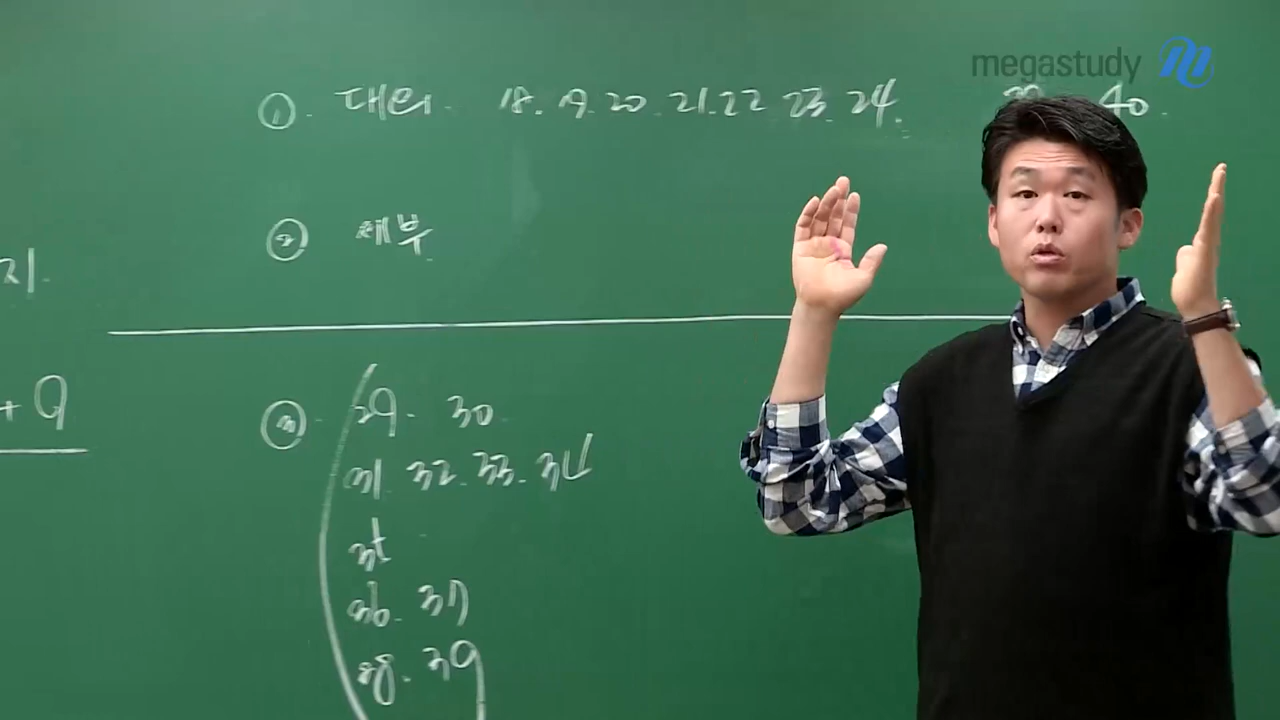 megastudy
① 대의. 18. 19. 20. 21. 22 23. 24. 40.
② 세부
지.
+ 9
③ 29. 30.
31. 32. 33. 34
35
36. 37
38. 39